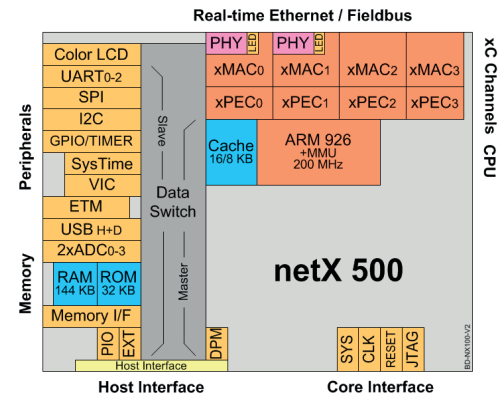 Real-time Ethernet / Fieldbus
PHY LED PHY LED
xMAC0 xMAC1 xMAC2 xMAC3
xPEC0 xPEC1 xPEC2 xPEC3
xC Channels CPU
Color LCD
UART0-2
SPI
I2C
GPIO/TIMER
SysTime
VIC
ETM
USB H+D
2xADC0-3
Peripherals
Memory
RAM
144 KB
ROM
32 KB
Memory I/F
PIO
EXT
Slave
Data
Switch
Master
Cache
16/8 KB
ARM 926
+MMU
200 MHz
netX 500
DPM
Host Interface
SYS
CLK
RESET
JTAG
BD-NX100-V2
Host Interface
Core Interface